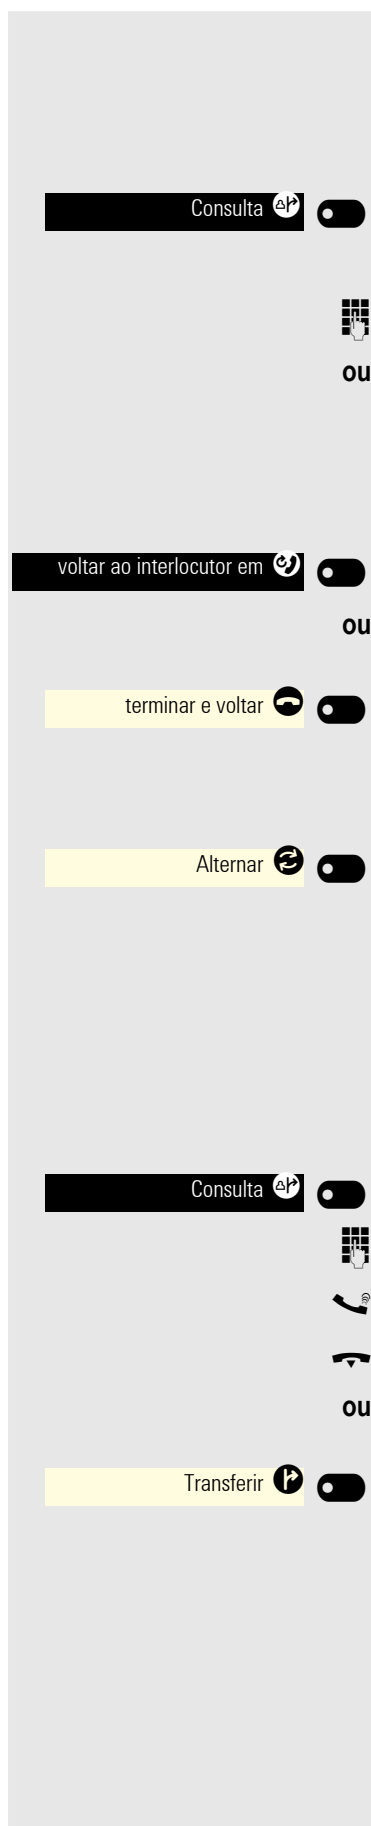 Consulta
ou
voltar ao interlocutor em
ou
terminar e voltar
Alternar
Consulta
ou
Transferir